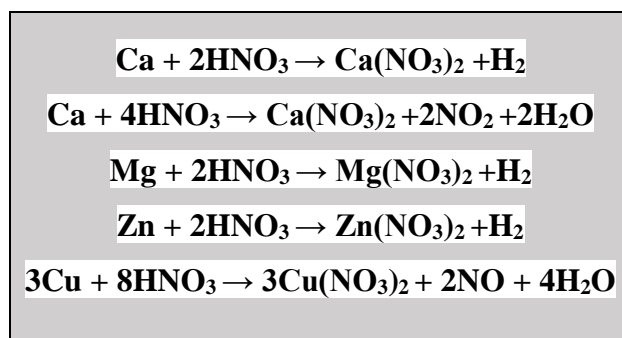 Ca + 2HNO₃ → Ca(NO₃)₂ +H₂
Ca + 4HNO₃ → Ca(NO₃)₂ +2NO₂ +2H₂O
Mg + 2HNO₃ → Mg(NO₃)₂ +H₂
Zn + 2HNO₃ → Zn(NO₃)₂ +H₂
3Cu + 8HNO₃ → 3Cu(NO₃)₂ + 2NO + 4H₂O